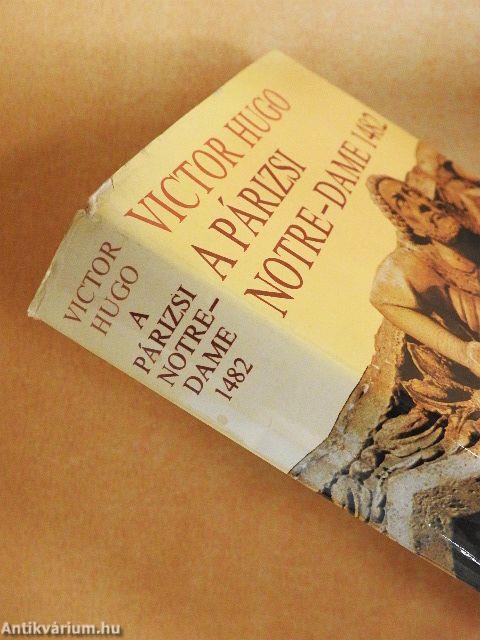 VICTOR HUGO
A PÁRIZSI
NOTRE-DAME 1482
VICTOR
HUGO
A
PÁRIZSI
NOTRE-
DAME
1482
Antikvárium.hu